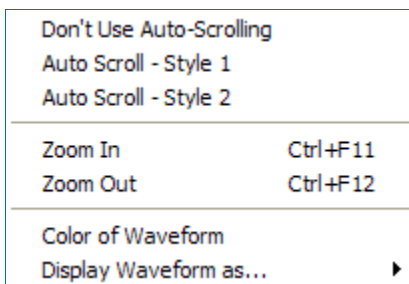 Don't Use Auto-Scrolling
Auto Scroll - Style 1
Auto Scroll - Style 2
Zoom In Ctrl+F11
Zoom Out Ctrl+F12
Color of Waveform
Display Waveform as...